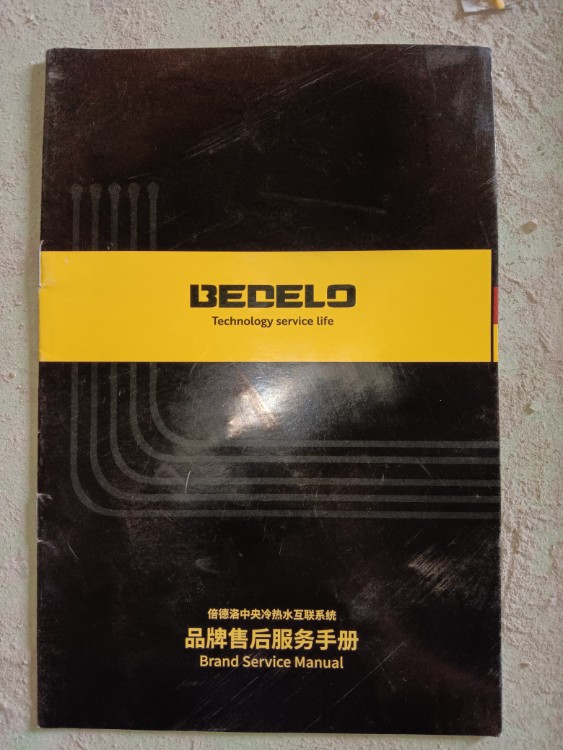 BEDELO
Technology service life
倍德洛中央冷热水互联系统
品牌售后服务手册
Brand Service Manual